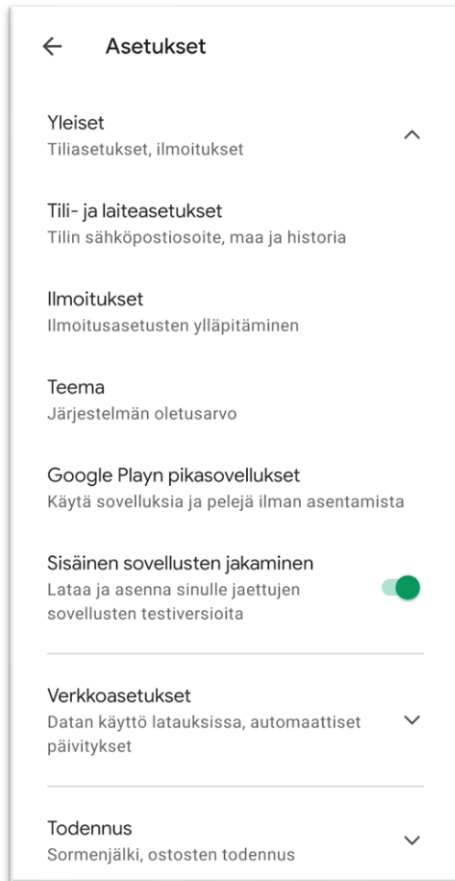 Asetukset
Yleiset
Tiliasetukset, ilmoitukset
Tili- ja laiteasetukset
Tilin sähköpostiosoite, maa ja historia
Ilmoitukset
Ilmoitusasetusten ylläpitäminen
Teema
Järjestelmän oletusarvo
Google Playn pikasovellukset
Käytä sovelluksia ja pelejä ilman asentamista
Sisäinen sovellusten jakaminen
Lataa ja asenna sinulle jaettujen
sovellusten testiversioita
Verkkoasetukset
Datan käyttö latauksissa, automaattiset
päivitykset
Todennus
Sormenjälki, ostosten todennus